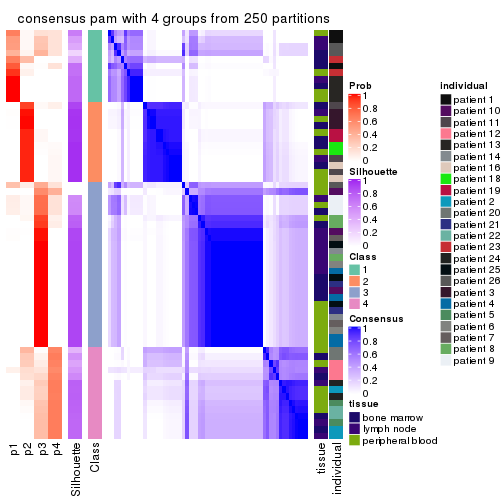 consensus pam with 4 groups from 250 partitions
p1
p2
p3
p4
Silhouette
Class
tissue
individual
Prob
1
0.8
0.6
0.4
0.2
0
Silhouette
1
0.8
0.6
0.4
0.2
0
Class
1
2
3
4
Consensus
1
0.8
0.6
0.4
0.2
0
tissue
bone marrow
lymph node
peripheral blood
individual
patient 1
patient 10
patient 11
patient 12
patient 13
patient 14
patient 16
patient 18
patient 19
patient 2
patient 20
patient 21
patient 22
patient 23
patient 24
patient 25
patient 26
patient 3
patient 4
patient 5
patient 6
patient 7
patient 8
patient 9